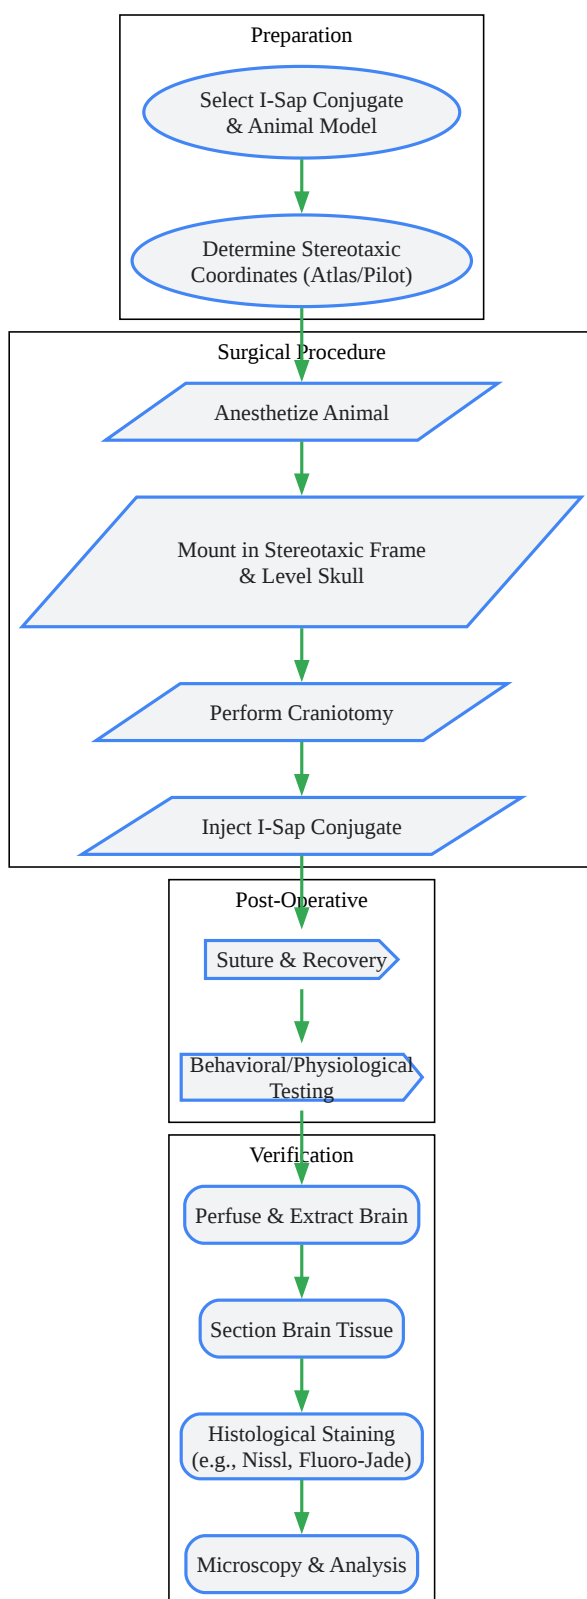 Preparation
Select I-Sap Conjugate
& Animal Model
Determine Stereotaxic
Coordinates (Atlas/Pilot)
Surgical Procedure
Anesthetize Animal
Mount in Stereotaxic Frame
& Level Skull
Perform Craniotomy
Inject I-Sap Conjugate
Post-Operative
Suture & Recovery
Behavioral/Physiological
Testing
Verification
Perfuse & Extract Brain
Section Brain Tissue
Histological Staining
(e.g., Nissl, Fluoro-Jade)
Microscopy & Analysis